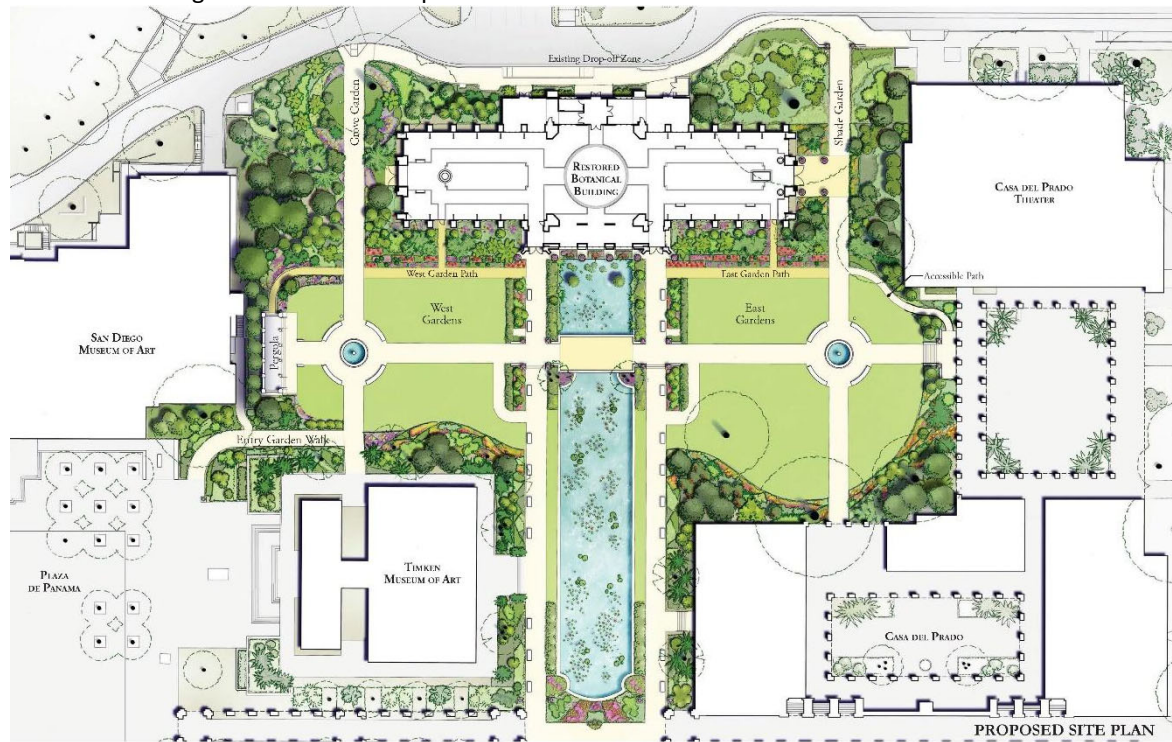 Existing Drop-off Zone
Grove Garden
Shade Garden
RESTORED
BOTANICAL
BUILDING
CASA DEL PRADO
THEATER
West Garden Path
East Garden Path
Accessible Path
West
Gardens
East
Gardens
SAN DIEGO
MUSEUM OF ART
Pergola
Entry Garden Walk
PLAZA
DE PANAMA
TIMKEN
MUSEUM OF ART
CASA DEL PRADO
PROPOSED SITE PLAN